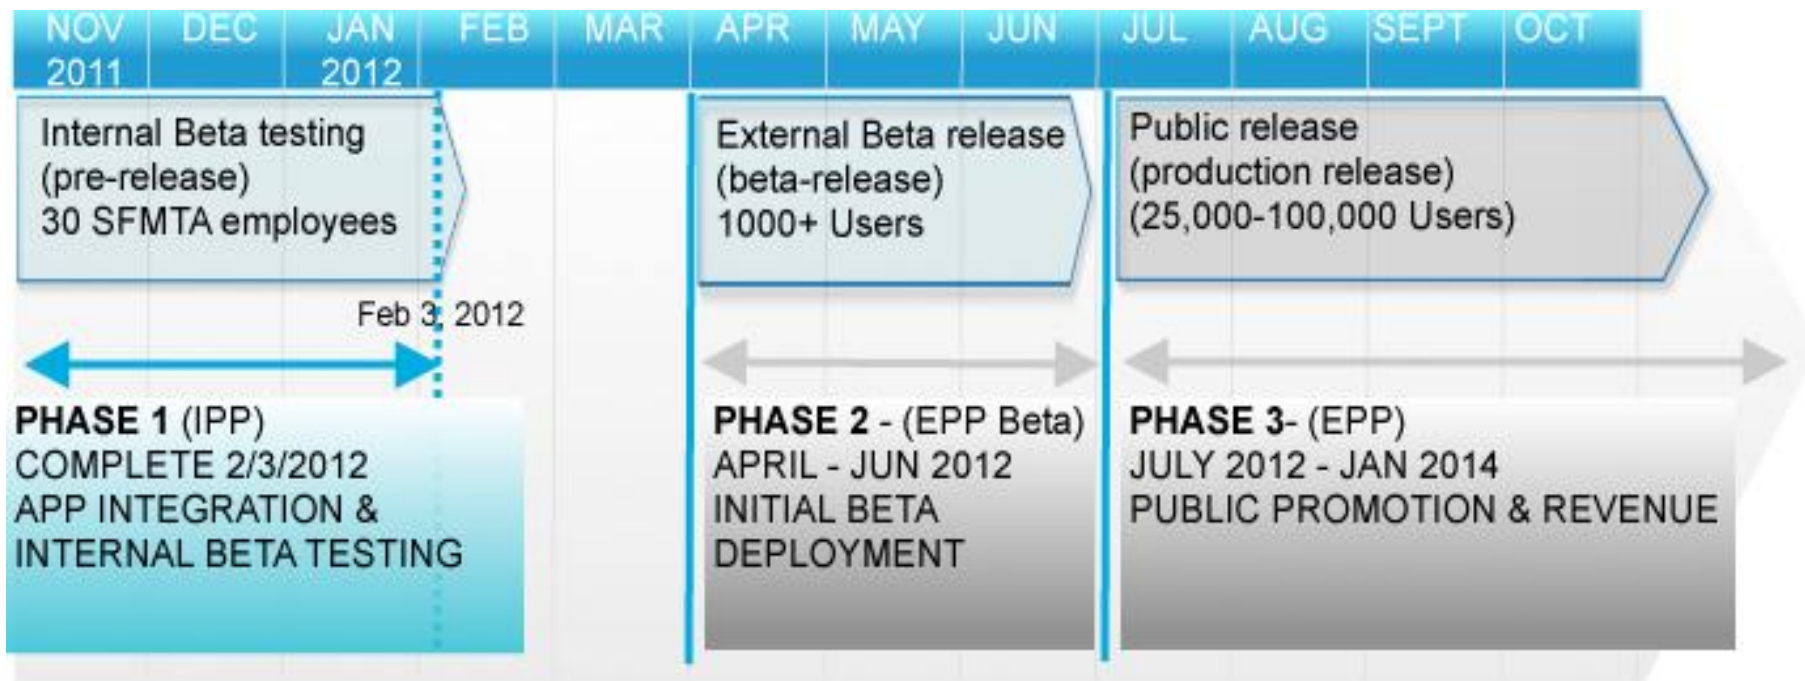 NOV DEC JAN FEB MAR APR MAY JUN JUL AUG SEPT OCT
2011 2012
Internal Beta testing
(pre-release)
30 SFMTA employees
External Beta release
(beta-release)
1000+ Users
Public release
(production release)
(25,000-100,000 Users)
Feb 3, 2012
PHASE 1 (IPP)
COMPLETE 2/3/2012
APP INTEGRATION &
INTERNAL BETA TESTING
PHASE 2 - (EPP Beta)
APRIL - JUN 2012
INITIAL BETA
DEPLOYMENT
PHASE 3- (EPP)
JULY 2012 - JAN 2014
PUBLIC PROMOTION & REVENUE